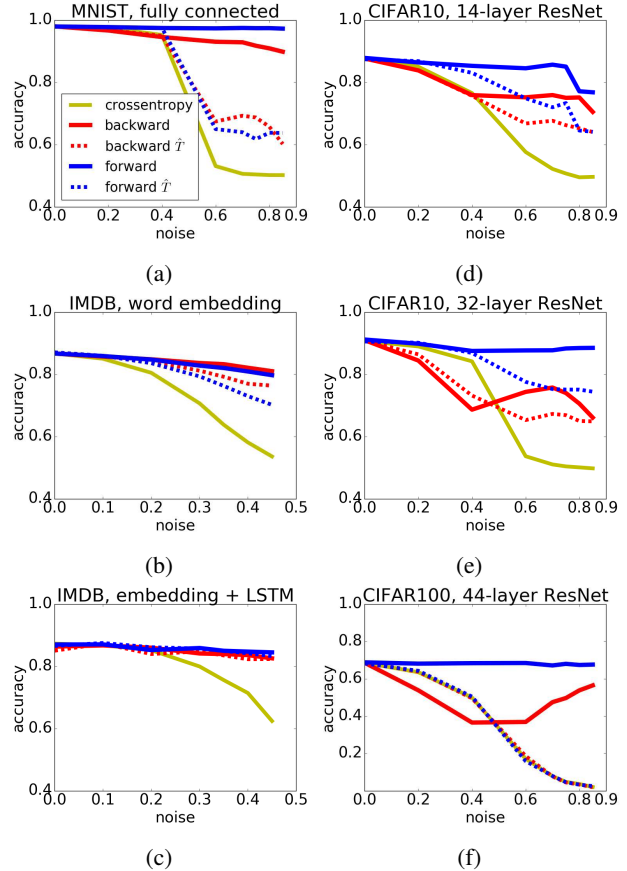 MNIST, fully connected
1.0
0.8
0.6
0.4
accuracy
crossentropy
backward
backward T̂
forward
forward T̂
0.0 0.2 0.4 0.6 0.8 0.9
noise
(a)
CIFAR10, 14-layer ResNet
1.0
0.8
0.6
0.4
accuracy
0.0 0.2 0.4 0.6 0.8 0.9
noise
(d)
IMDB, word embedding
1.0
0.8
0.6
0.4
accuracy
0.0 0.1 0.2 0.3 0.4 0.5
noise
(b)
CIFAR10, 32-layer ResNet
1.0
0.8
0.6
0.4
accuracy
0.0 0.2 0.4 0.6 0.8 0.9
noise
(e)
IMDB, embedding + LSTM
1.0
0.8
0.6
0.4
accuracy
0.0 0.1 0.2 0.3 0.4 0.5
noise
(c)
CIFAR100, 44-layer ResNet
1.0
0.8
0.6
0.4
0.2
accuracy
0.0 0.2 0.4 0.6 0.8 0.9
noise
(f)